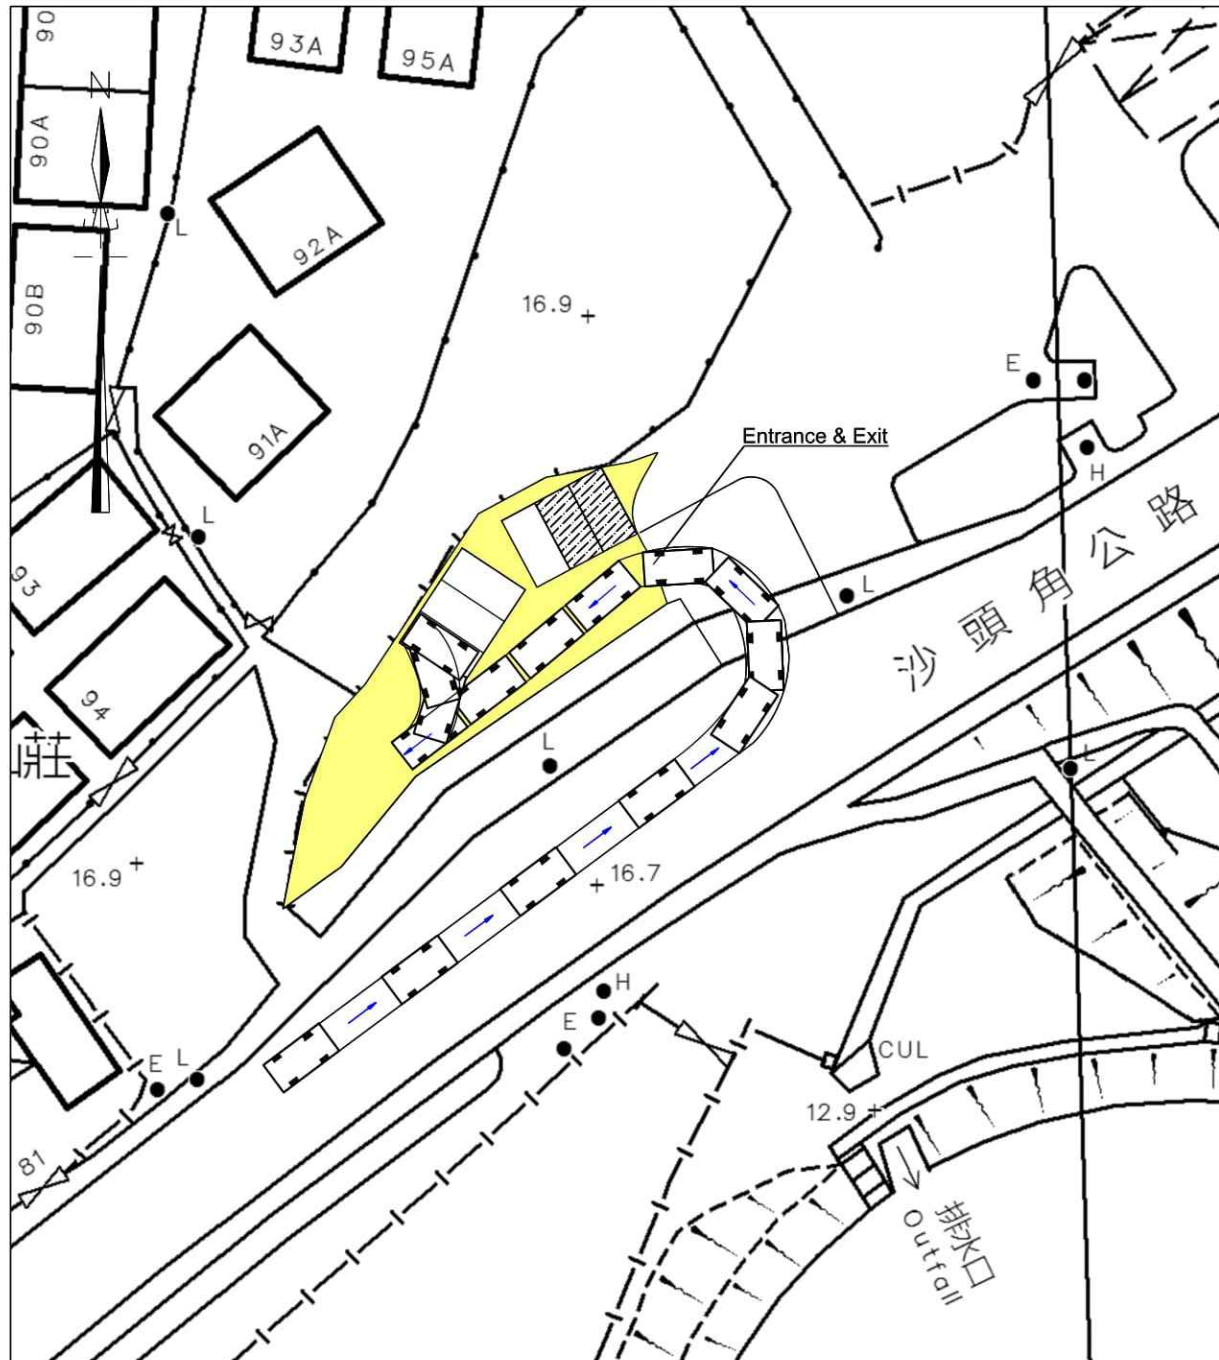 90
93A
95A
N
90A
L
92A
90B
16.9
E
91A
Entrance & Exit
H
L
93
沙頭角公路
L
94
L
L
莊
16.9
16.7
H
E
CUL
E L
12.9
81
排水口
Outfall